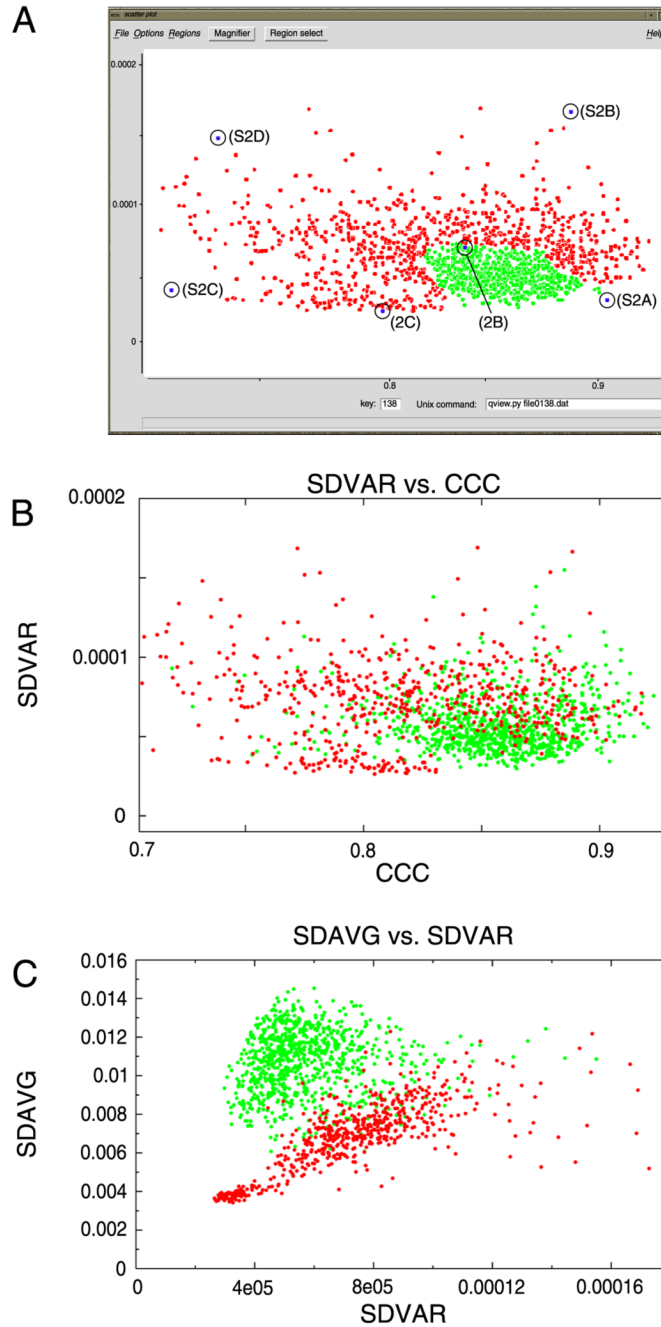 A
scatter plot
File Options Regions Magnifier Region select Help
0.0002
(S2D)
(S2B)
0.0001
(S2C)
(2C)
(2B)
(S2A)
0
0.8 0.9
key: 138 Unix command: qview.py file0138.dat
B
SDVAR vs. CCC
0.0002
SDVAR
0.0001
0
0.7 0.8 0.9
CCC
C
SDAVG vs. SDVAR
0.016
0.014
0.012
0.01
SDAVG
0.008
0.006
0.004
0.002
0
0 4e05 8e05 0.00012 0.00016
SDVAR